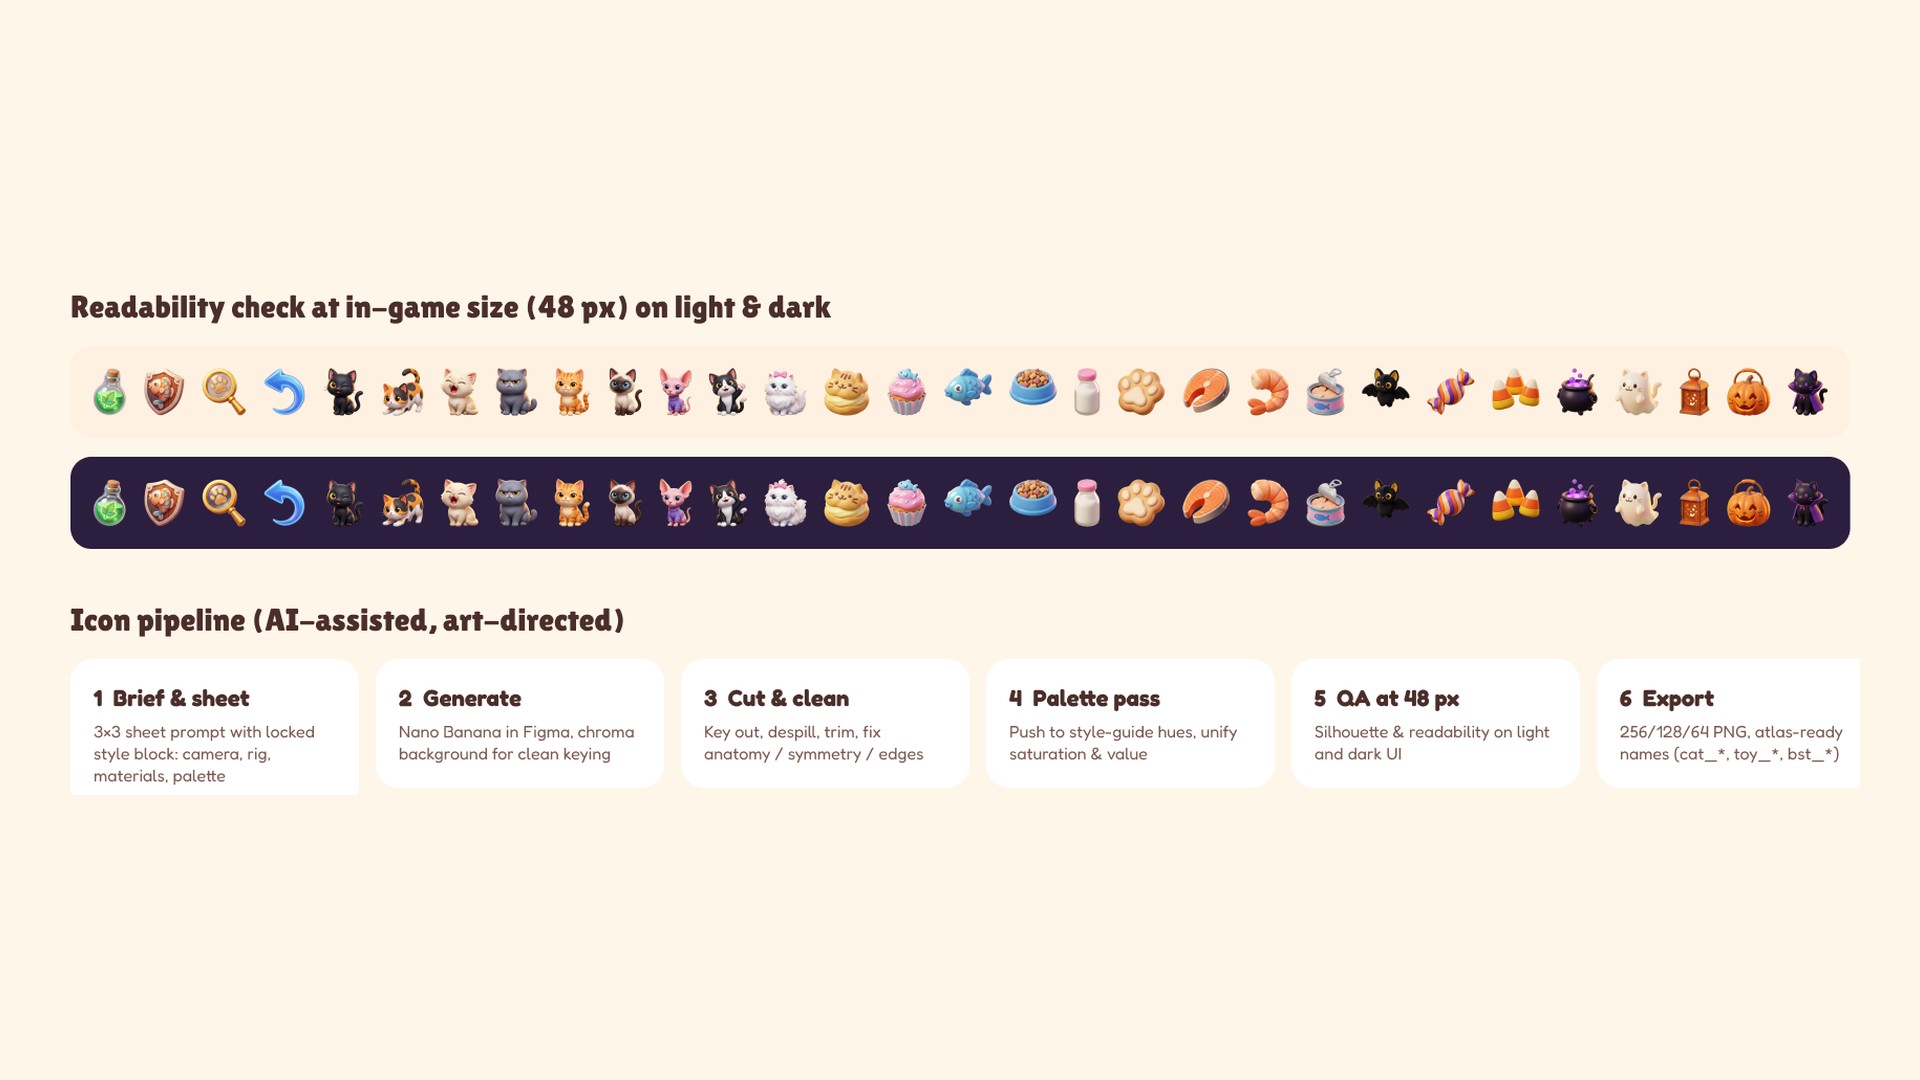 Readability check at in-game size (48 px) on light & dark
Icon pipeline (AI-assisted, art-directed)
1 Brief & sheet
3×3 sheet prompt with locked
style block: camera, rig,
materials, palette
2 Generate
Nano Banana in Figma, chroma
background for clean keying
3 Cut & clean
Key out, despill, trim, fix
anatomy / symmetry / edges
4 Palette pass
Push to style-guide hues, unify
saturation & value
5 QA at 48 px
Silhouette & readability on light
and dark UI
6 Export
256/128/64 PNG, atlas-ready
names (cat_*, toy_*, bst_*)